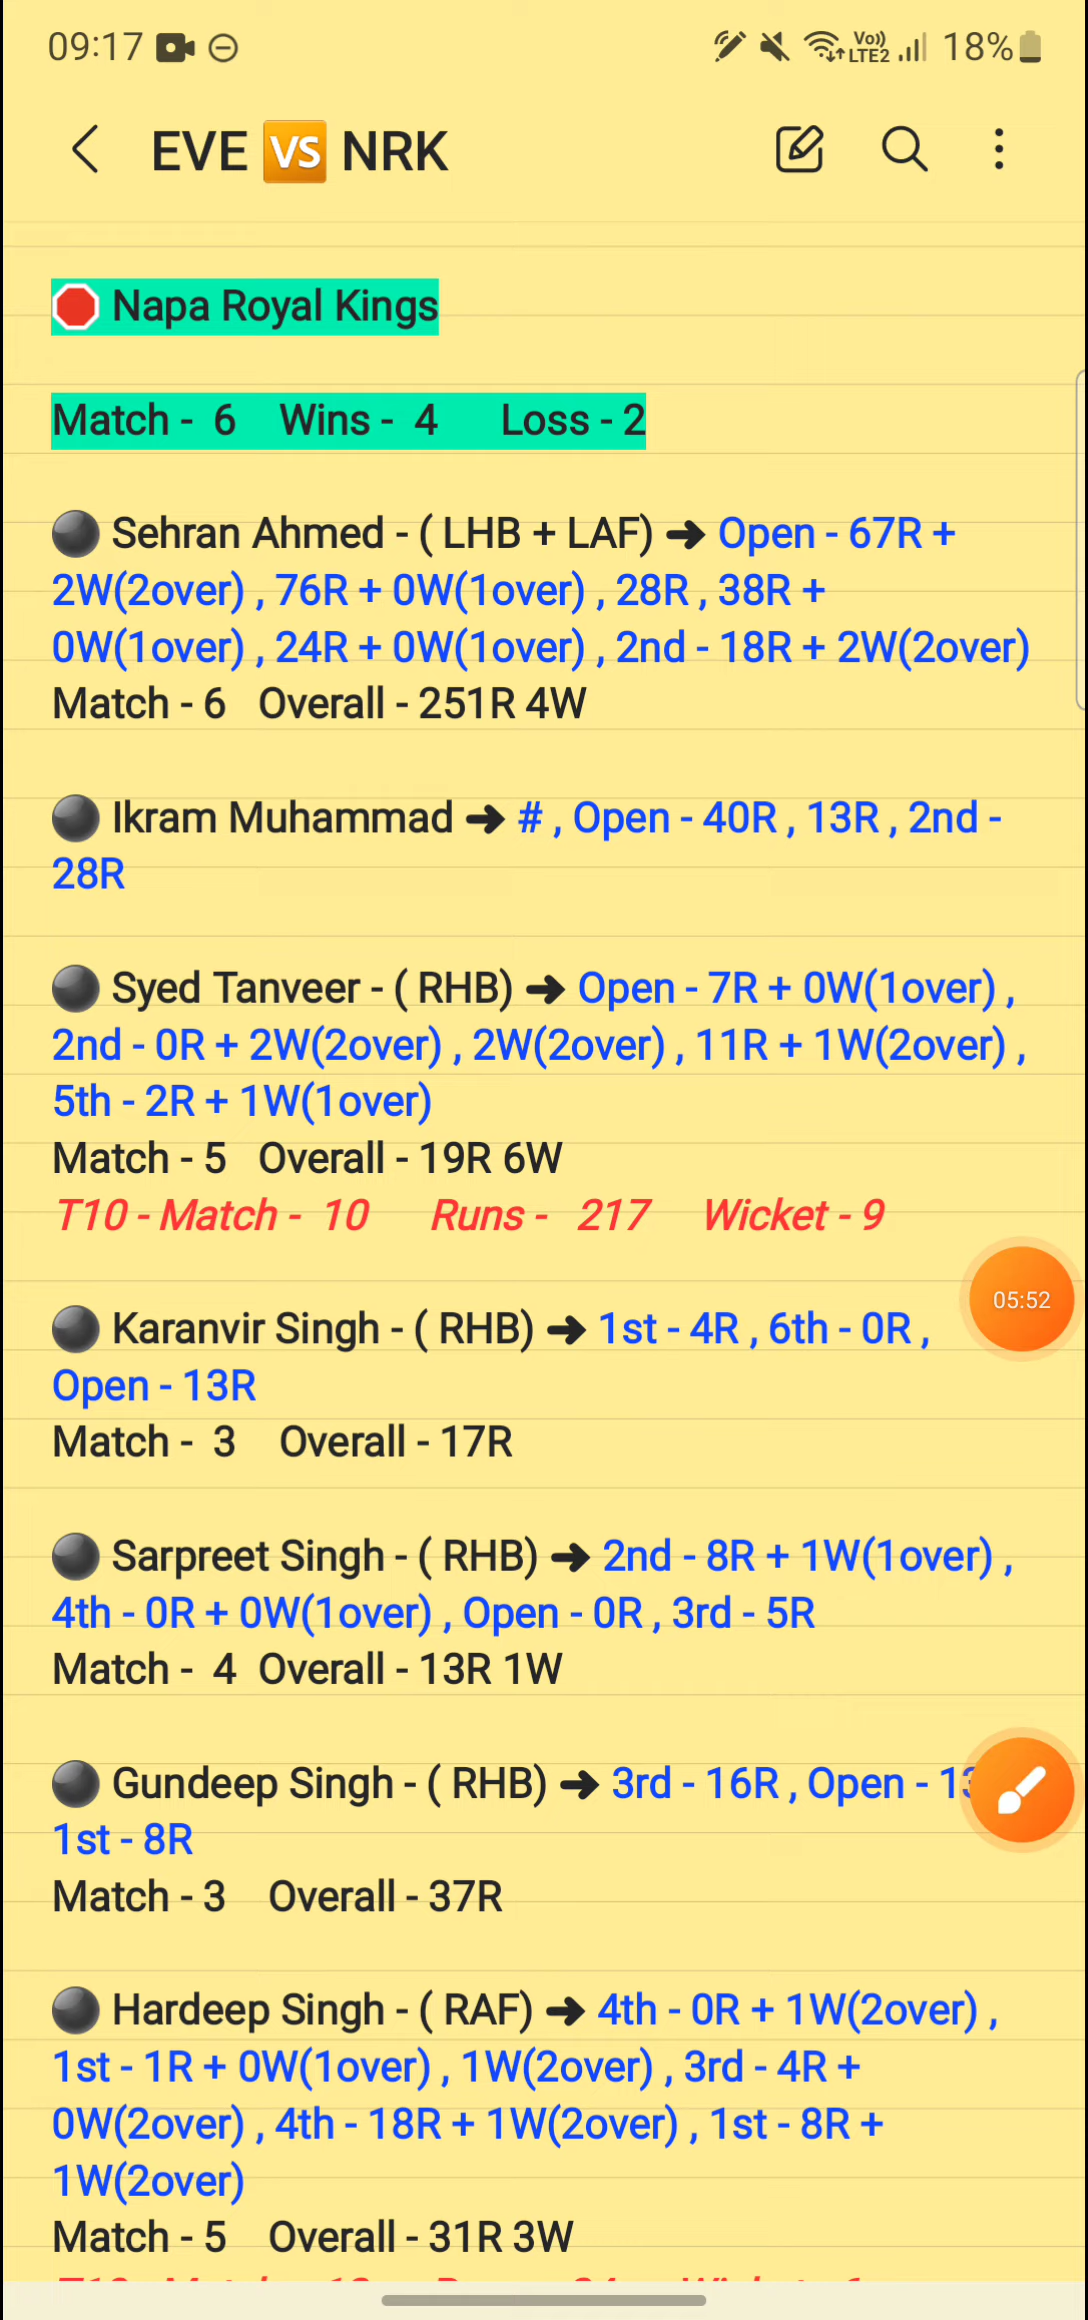 09:17 Vo)) LTE2 18%
EVE VS NRK
Napa Royal Kings
Match - 6 Wins - 4 Loss - 2
Sehran Ahmed - ( LHB + LAF) ➔ Open - 67R +
2W(2over) , 76R + 0W(1over) , 28R , 38R +
0W(1over) , 24R + 0W(1over) , 2nd - 18R + 2W(2over)
Match - 6 Overall - 251R 4W
Ikram Muhammad ➔ # , Open - 40R , 13R , 2nd -
28R
Syed Tanveer - ( RHB) ➔ Open - 7R + 0W(1over) ,
2nd - 0R + 2W(2over) , 2W(2over) , 11R + 1W(2over) ,
5th - 2R + 1W(1over)
Match - 5 Overall - 19R 6W
T10 - Match - 10 Runs - 217 Wicket - 9
05:52
Karanvir Singh - ( RHB) ➔ 1st - 4R , 6th - 0R ,
Open - 13R
Match - 3 Overall - 17R
Sarpreet Singh - ( RHB) ➔ 2nd - 8R + 1W(1over) ,
4th - 0R + 0W(1over) , Open - 0R , 3rd - 5R
Match - 4 Overall - 13R 1W
Gundeep Singh - ( RHB) ➔ 3rd - 16R , Open -
1st - 8R
Match - 3 Overall - 37R
Hardeep Singh - ( RAF) ➔ 4th - 0R + 1W(2over) ,
1st - 1R + 0W(1over) , 1W(2over) , 3rd - 4R +
0W(2over) , 4th - 18R + 1W(2over) , 1st - 8R +
1W(2over)
Match - 5 Overall - 31R 3W